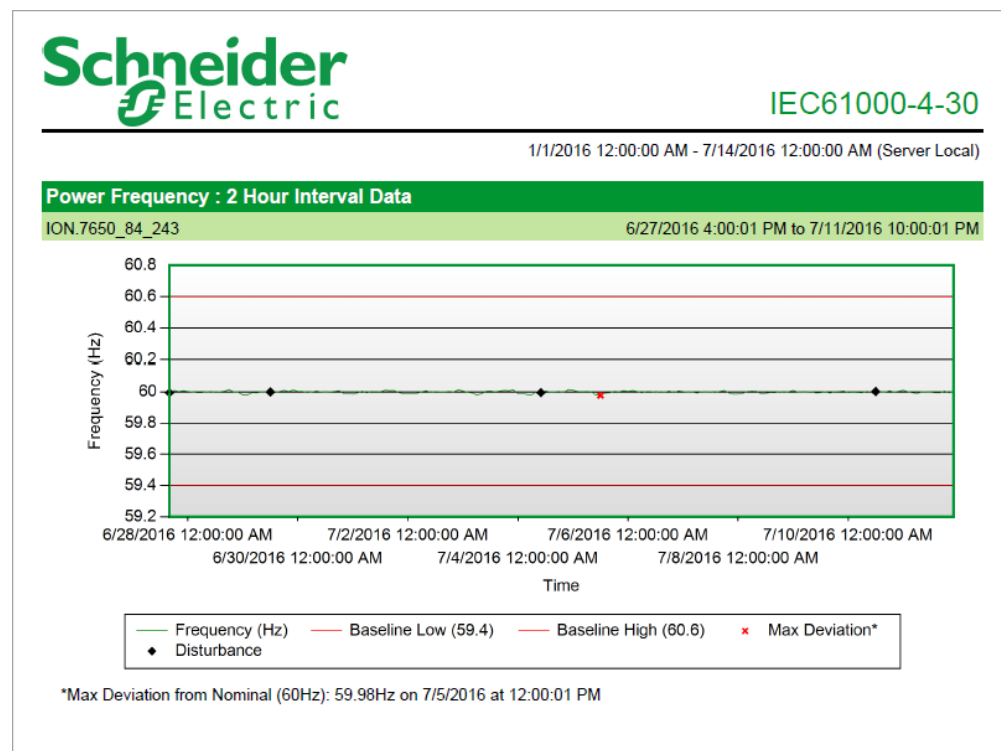 Schneider
Electric
IEC61000-4-30
1/1/2016 12:00:00 AM - 7/14/2016 12:00:00 AM (Server Local)
Power Frequency : 2 Hour Interval Data
ION.7650_84_243 6/27/2016 4:00:01 PM to 7/11/2016 10:00:01 PM
60.8
60.6
60.4
60.2
60
59.8
59.6
59.4
59.2
Frequency (Hz)
6/28/2016 12:00:00 AM 7/2/2016 12:00:00 AM 7/6/2016 12:00:00 AM 7/10/2016 12:00:00 AM
6/30/2016 12:00:00 AM 7/4/2016 12:00:00 AM 7/8/2016 12:00:00 AM
Time
Frequency (Hz) Baseline Low (59.4) Baseline High (60.6) Max Deviation*
Disturbance
*Max Deviation from Nominal (60Hz): 59.98Hz on 7/5/2016 at 12:00:01 PM